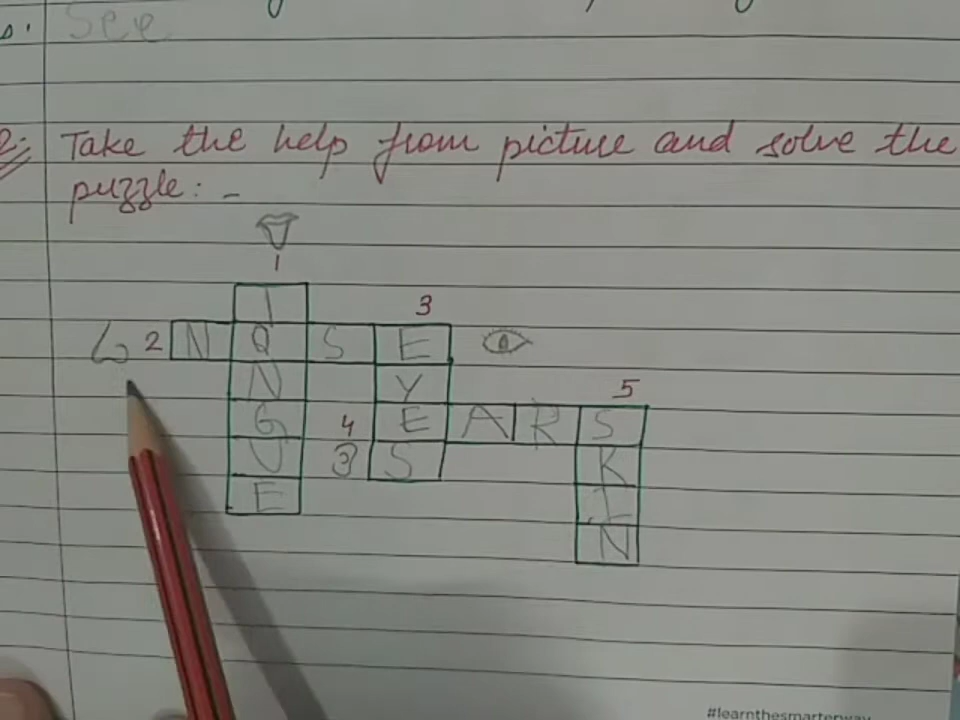 See
Take the help from picture and solve the
puzzle: -
1
T 3
2 N O S E
N Y 5
G 4 E A R S
U S K
E I
N
#learnthesmarterway